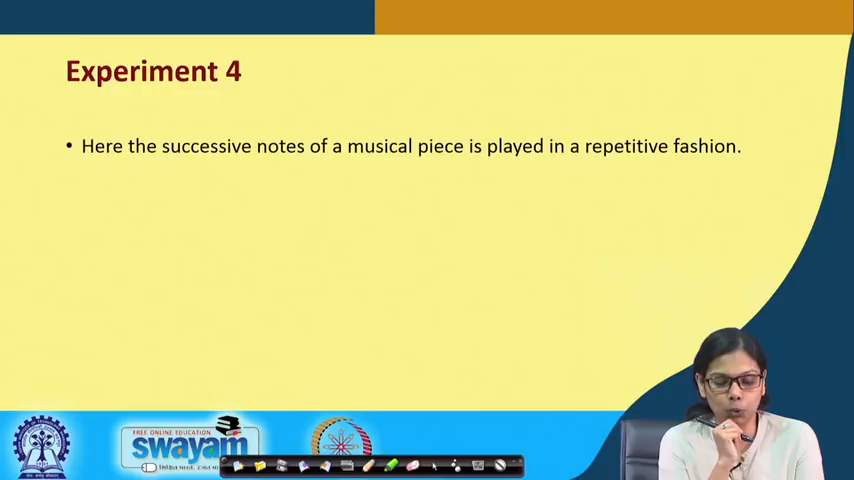 Experiment 4
• Here the successive notes of a musical piece is played in a repetitive fashion.
FREE ONLINE EDUCATION
swayam